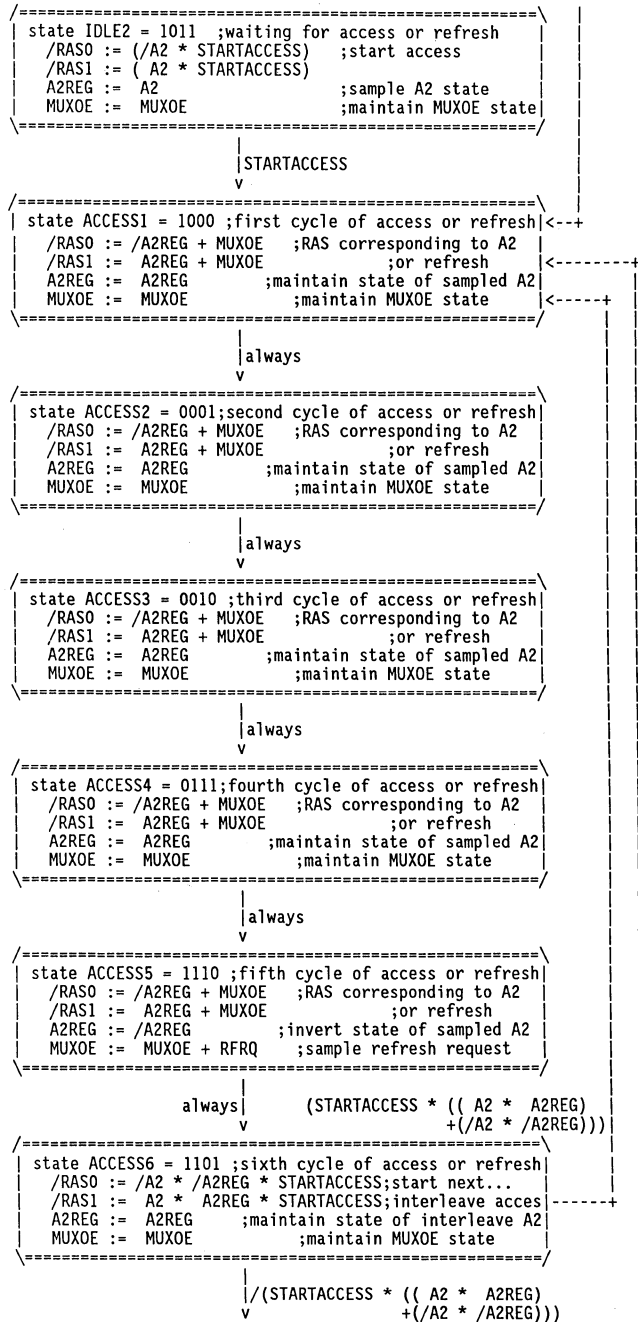 /=====================================================\
| state IDLE2 = 1011 ;waiting for access or refresh |
| /RAS0 := (/A2 * STARTACCESS) ;start access |
| /RAS1 := ( A2 * STARTACCESS) |
| A2REG := A2 ;sample A2 state |
| MUXOE := MUXOE ;maintain MUXOE state|
\=====================================================/
|
|STARTACCESS
v
/=====================================================\
| state ACCESS1 = 1000 ;first cycle of access or refresh|<--+
| /RAS0 := /A2REG + MUXOE ;RAS corresponding to A2 |
| /RAS1 := A2REG + MUXOE ;or refresh |<--------+
| A2REG := A2REG ;maintain state of sampled A2|
| MUXOE := MUXOE ;maintain MUXOE state |<-----+
\=====================================================/
|
|always
v
/=====================================================\
| state ACCESS2 = 0001;second cycle of access or refresh|
| /RAS0 := /A2REG + MUXOE ;RAS corresponding to A2 |
| /RAS1 := A2REG + MUXOE ;or refresh |
| A2REG := A2REG ;maintain state of sampled A2|
| MUXOE := MUXOE ;maintain MUXOE state |
\=====================================================/
|
|always
v
/=====================================================\
| state ACCESS3 = 0010 ;third cycle of access or refresh|
| /RAS0 := /A2REG + MUXOE ;RAS corresponding to A2 |
| /RAS1 := A2REG + MUXOE ;or refresh |
| A2REG := A2REG ;maintain state of sampled A2|
| MUXOE := MUXOE ;maintain MUXOE state |
\=====================================================/
|
|always
v
/=====================================================\
| state ACCESS4 = 0111;fourth cycle of access or refresh|
| /RAS0 := /A2REG + MUXOE ;RAS corresponding to A2 |
| /RAS1 := A2REG + MUXOE ;or refresh |
| A2REG := A2REG ;maintain state of sampled A2|
| MUXOE := MUXOE ;maintain MUXOE state |
\=====================================================/
|
|always
v
/=====================================================\
| state ACCESS5 = 1110 ;fifth cycle of access or refresh|
| /RAS0 := /A2REG + MUXOE ;RAS corresponding to A2 |
| /RAS1 := A2REG + MUXOE ;or refresh |
| A2REG := /A2REG ;invert state of sampled A2 |
| MUXOE := MUXOE + RFRQ ;sample refresh request |
\=====================================================/
|
always| (STARTACCESS * (( A2 * A2REG)
v +(/A2 * /A2REG)))
/=====================================================\
| state ACCESS6 = 1101 ;sixth cycle of access or refresh|
| /RAS0 := /A2 * /A2REG * STARTACCESS;start next... |
| /RAS1 := A2 * A2REG * STARTACCESS;interleave acces|------+
| A2REG := A2REG ;maintain state of interleave A2|
| MUXOE := MUXOE ;maintain MUXOE state |
\=====================================================/
|
|/(STARTACCESS * (( A2 * A2REG)
v +(/A2 * /A2REG)))